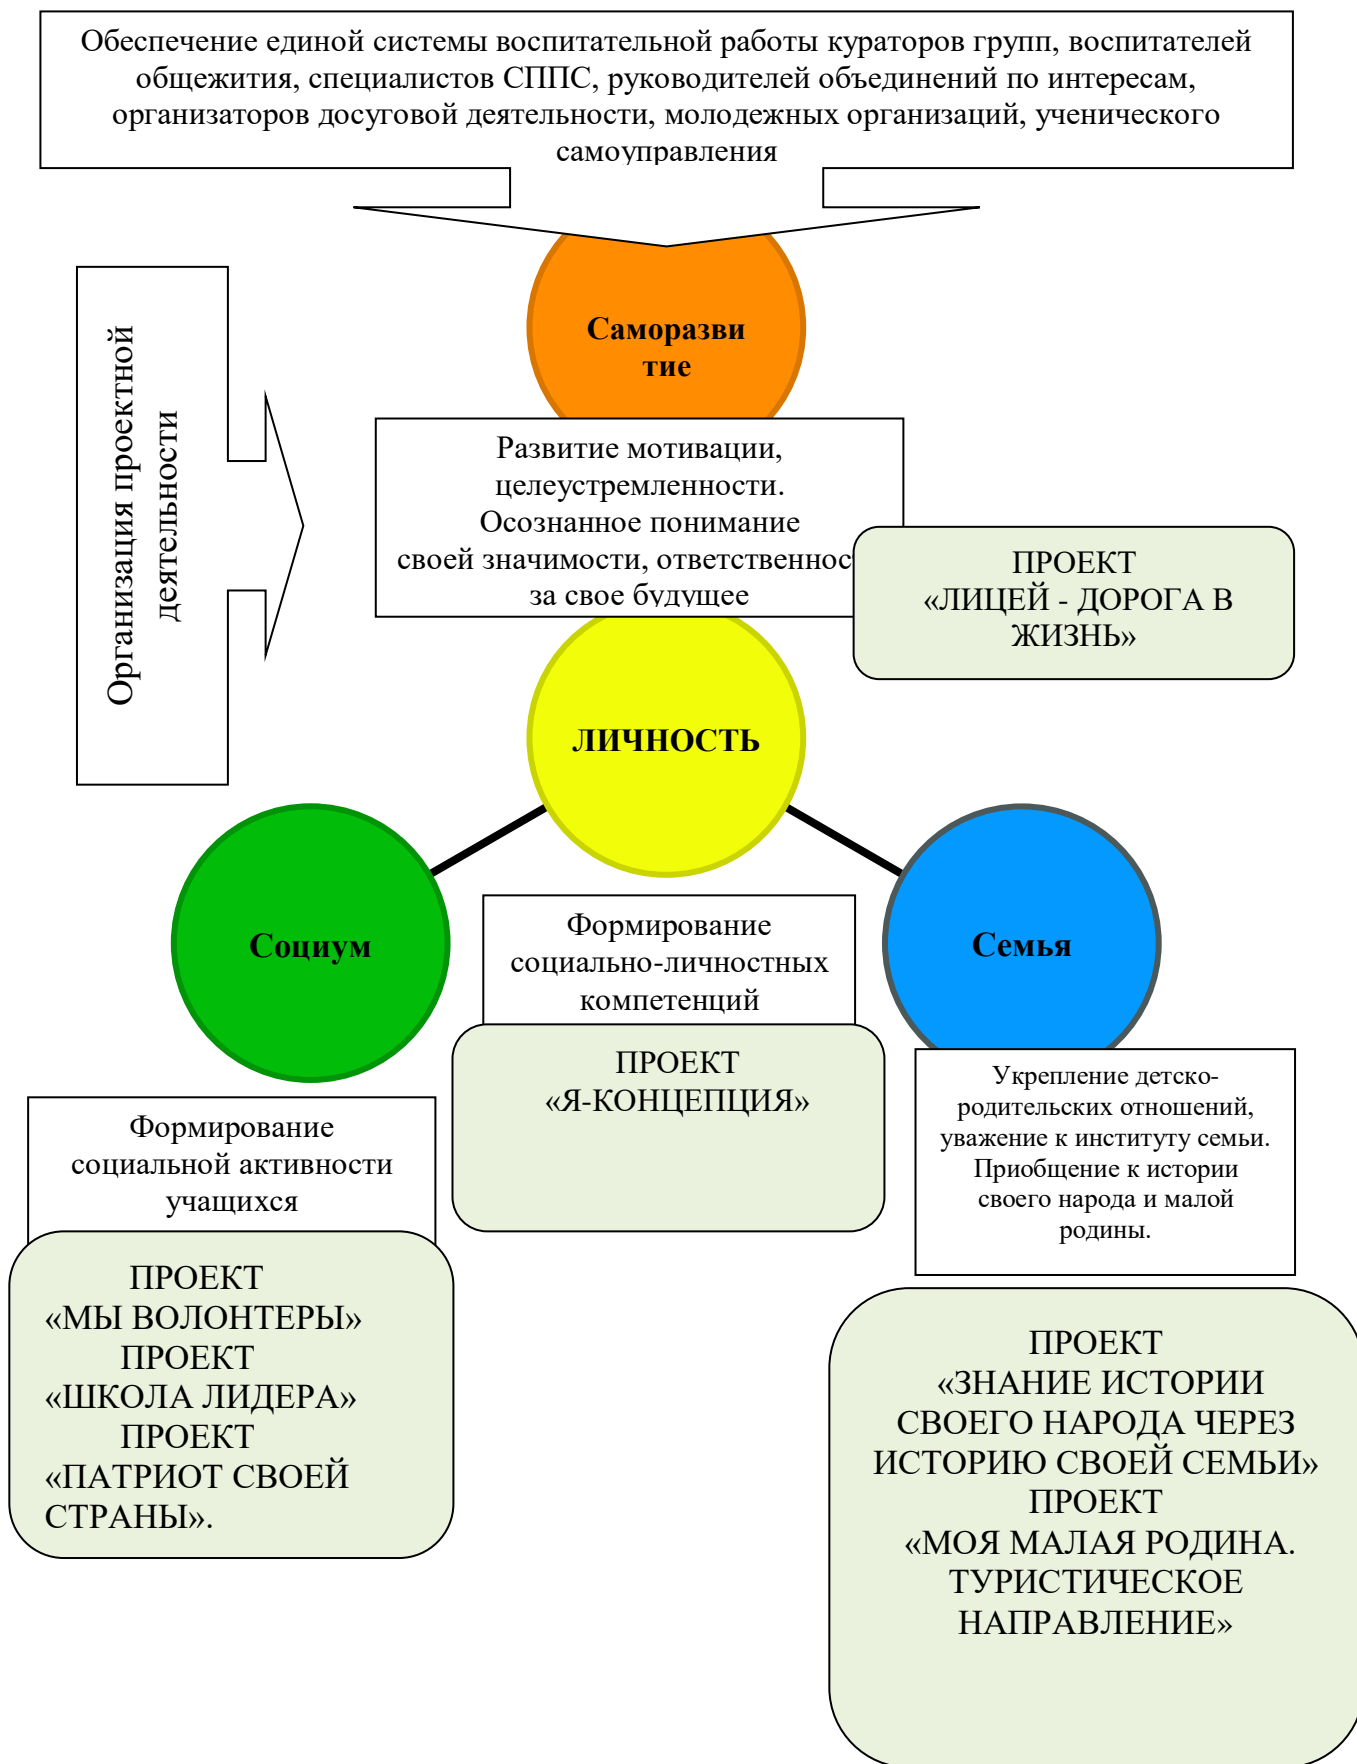 Обеспечение единой системы воспитательной работы кураторов групп, воспитателей
общежития, специалистов СППС, руководителей объединений по интересам,
организаторов досуговой деятельности, молодежных организаций, ученического
самоуправления
Организация проектной
деятельности
Саморазви
тие
Развитие мотивации,
целеустремленности.
Осознанное понимание
своей значимости, ответственнос
за свое будущее
ПРОЕКТ
«ЛИЦЕЙ - ДОРОГА В
ЖИЗНЬ»
ЛИЧНОСТЬ
Социум
Семья
Формирование
социально-личностных
компетенций
ПРОЕКТ
«Я-КОНЦЕПЦИЯ»
Формирование
социальной активности
учащихся
ПРОЕКТ
«МЫ ВОЛОНТЕРЫ»
ПРОЕКТ
«ШКОЛА ЛИДЕРА»
ПРОЕКТ
«ПАТРИОТ СВОЕЙ
СТРАНЫ».
Укрепление детско-
родительских отношений,
уважение к институту семьи.
Приобщение к истории
своего народа и малой
родины.
ПРОЕКТ
«ЗНАНИЕ ИСТОРИИ
СВОЕГО НАРОДА ЧЕРЕЗ
ИСТОРИЮ СВОЕЙ СЕМЬИ»
ПРОЕКТ
«МОЯ МАЛАЯ РОДИНА.
ТУРИСТИЧЕСКОЕ
НАПРАВЛЕНИЕ»